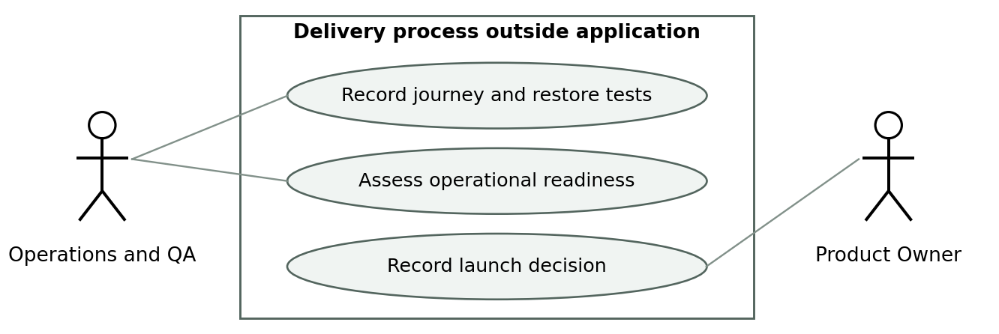 Delivery process outside application
Record journey and restore tests
Assess operational readiness
Operations and QA
Product Owner
Record launch decision